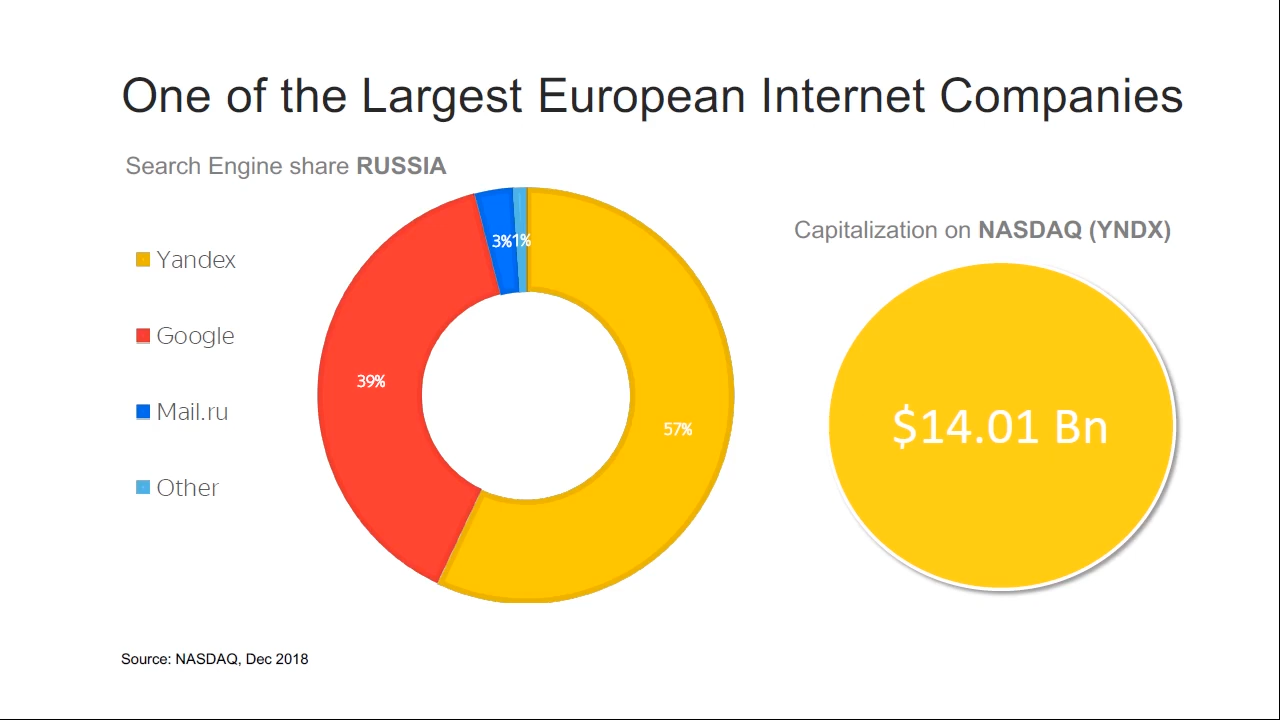 One of the Largest European Internet Companies
Search Engine share RUSSIA
Capitalization on NASDAQ (YNDX)
Yandex
Google
Mail.ru
Other
3%
1%
39%
57%
$14.01 Bn
Source: NASDAQ, Dec 2018